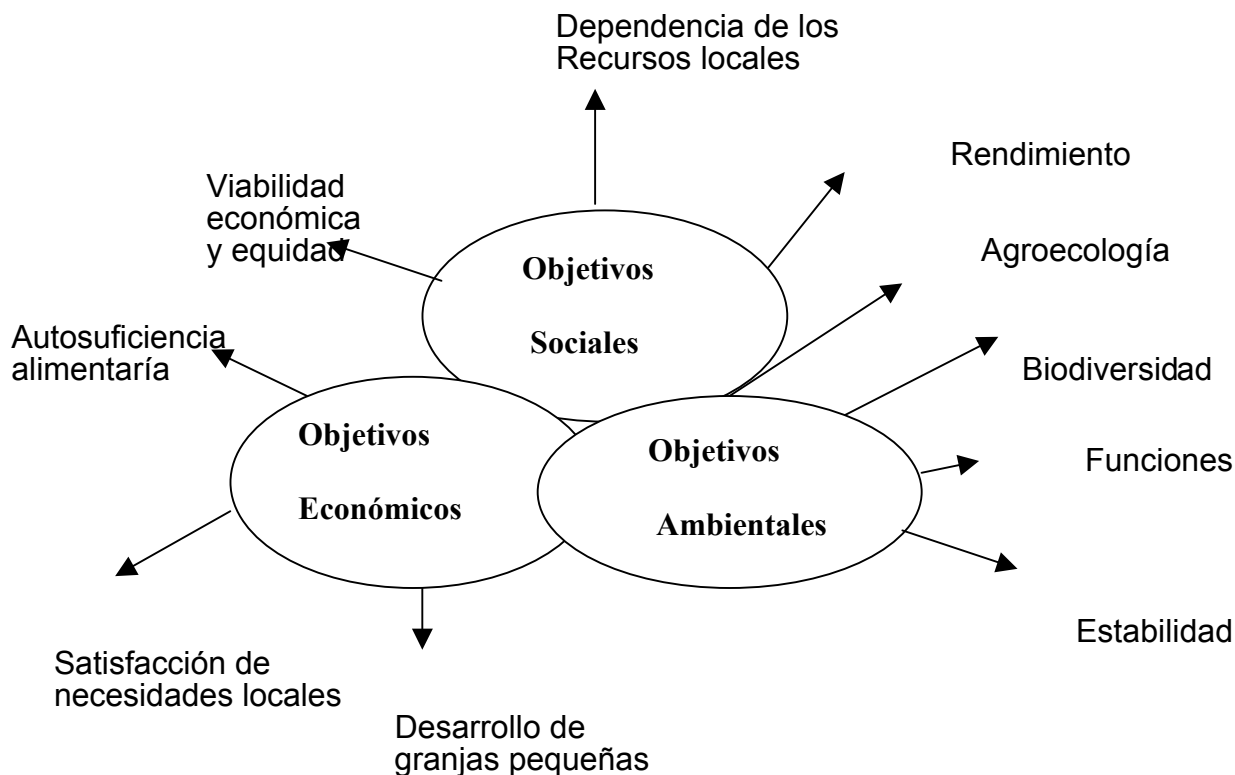 Dependencia de los
Recursos locales
Rendimiento
Viabilidad
económica
y equidad
Agroecología
Objetivos
Sociales
Autosuficiencia
alimentaría
Biodiversidad
Objetivos
Económicos
Objetivos
Ambientales
Funciones
Estabilidad
Satisfacción de
necesidades locales
Desarrollo de
granjas pequeñas